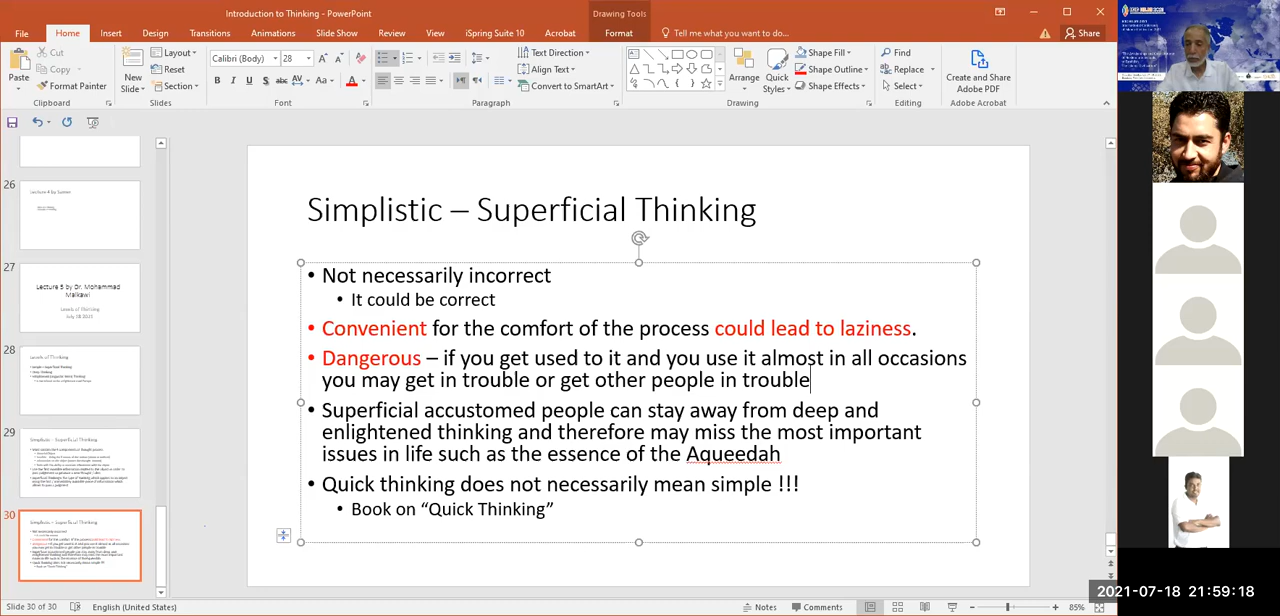 Introduction to Thinking - PowerPoint
Drawing Tools
File Home Insert Design Transitions Animations Slide Show Review View iSpring Suite 10 Acrobat Format Tell me what you want to do... Share
Paste
Cut
Copy
Format Painter
Clipboard
New Slide
Layout
Reset
Section
Slides
Calibri (Body) 28
B I U S abc AV Aa A
Font
Paragraph
Text Direction
Align Text
Convert to SmartArt
Arrange
Quick Styles
Shape Fill
Shape Outline
Shape Effects
Drawing
Find
Replace
Select
Editing
Create and Share Adobe PDF
Adobe Acrobat
26
27
Lecture 5 by Dr. Mohammad Malkawi
Levels of Thinking
July 18 2021
28
Levels of Thinking
29
Simplistic - Superficial Thinking
30
Simplistic – Superficial Thinking
Simplistic – Superficial Thinking
• Not necessarily incorrect
• It could be correct
• Convenient for the comfort of the process could lead to laziness.
• Dangerous – if you get used to it and you use it almost in all occasions
you may get in trouble or get other people in trouble
• Superficial accustomed people can stay away from deep and
enlightened thinking and therefore may miss the most important
issues in life such as the essence of the Aqueedah
• Quick thinking does not necessarily mean simple !!!
• Book on “Quick Thinking”
2021-07-18 21:59:18
Slide 30 of 30 English (United States) Notes Comments 85%